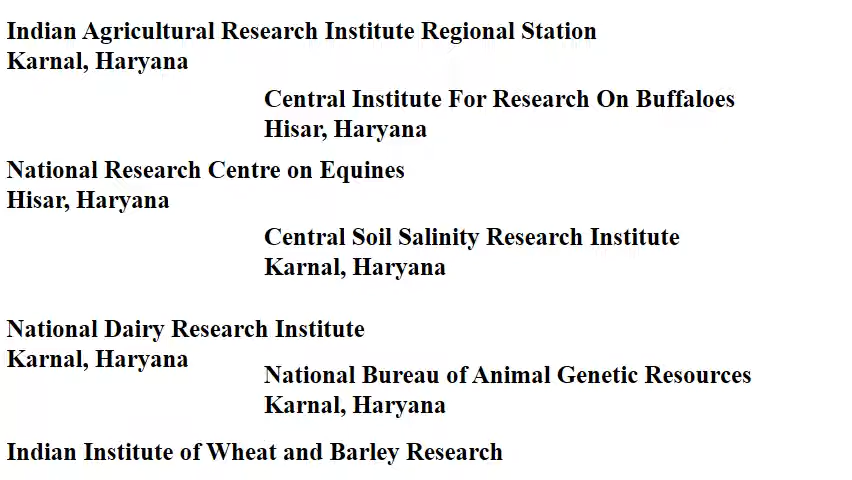 Indian Agricultural Research Institute Regional Station
Karnal, Haryana
Central Institute For Research On Buffaloes
Hisar, Haryana
National Research Centre on Equines
Hisar, Haryana
Central Soil Salinity Research Institute
Karnal, Haryana
National Dairy Research Institute
Karnal, Haryana
National Bureau of Animal Genetic Resources
Karnal, Haryana
Indian Institute of Wheat and Barley Research